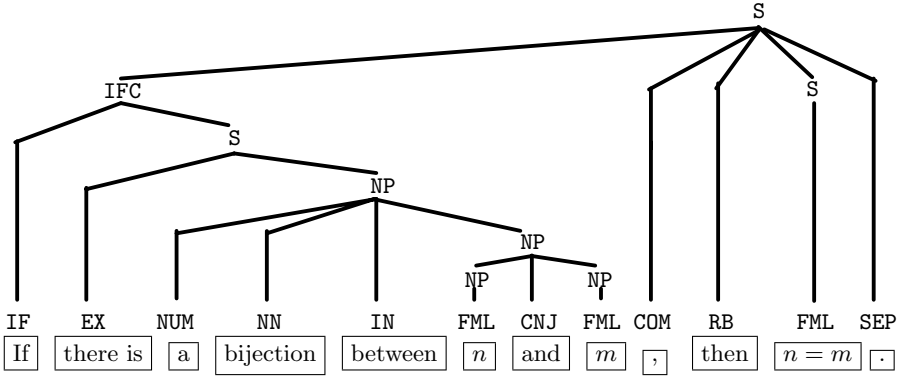 S
IFC S
S
NP
NP
NP NP
IF EX NUM NN IN FML CNJ FML COM RB FML SEP
If there is a bijection between n and m , then n = m .